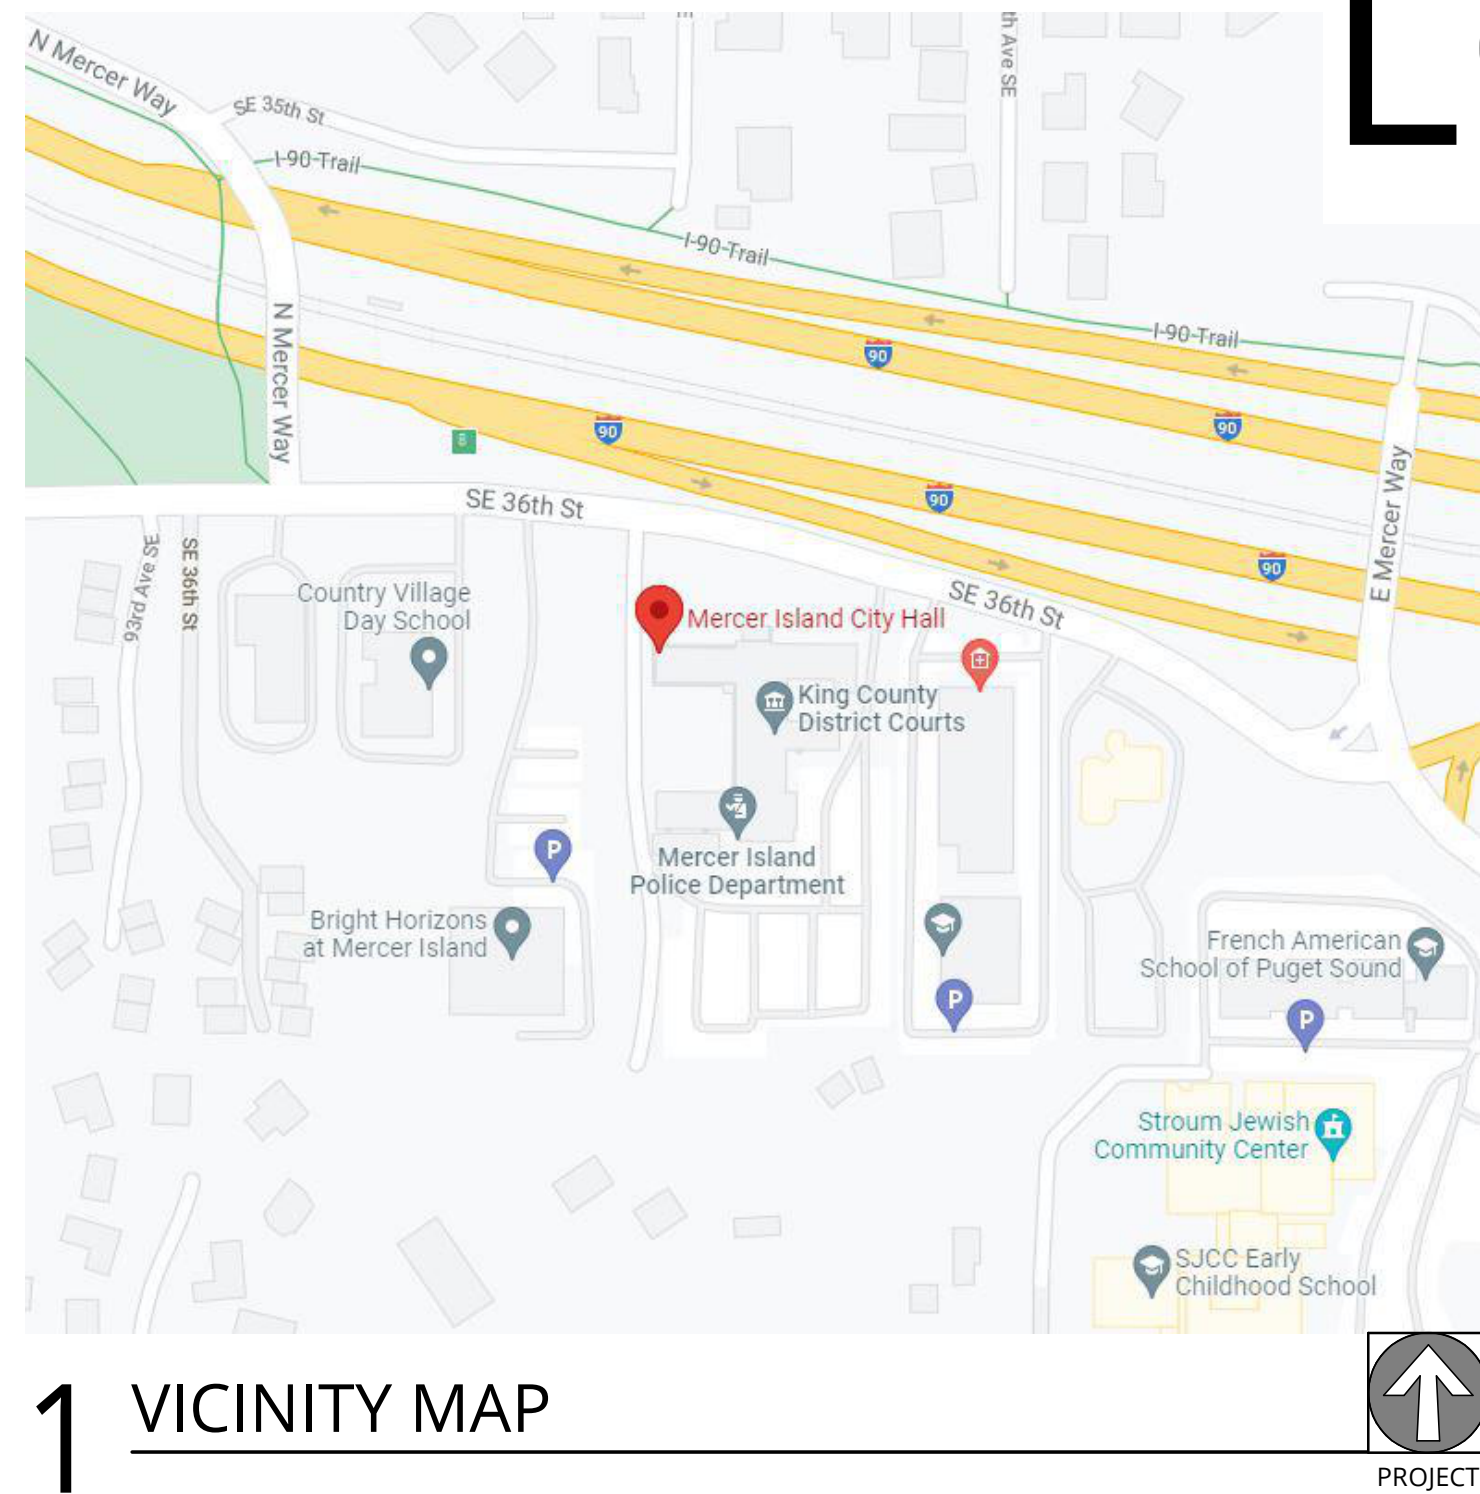 N Mercer Way
SE 35th St
I-90 Trail
th Ave SE
I-90 Trail
I-90 Trail
N Mercer Way
90
90
90
90
90
SE 36th St
E Mercer Way
93rd Ave SE
SE 36th St
Country Village
Day School
Mercer Island City Hall
SE 36th St
King County
District Courts
Mercer Island
Police Department
P
Bright Horizons
at Mercer Island
P
French American
School of Puget Sound
P
Stroum Jewish
Community Center
SJCC Early
Childhood School
1 VICINITY MAP
PROJECT